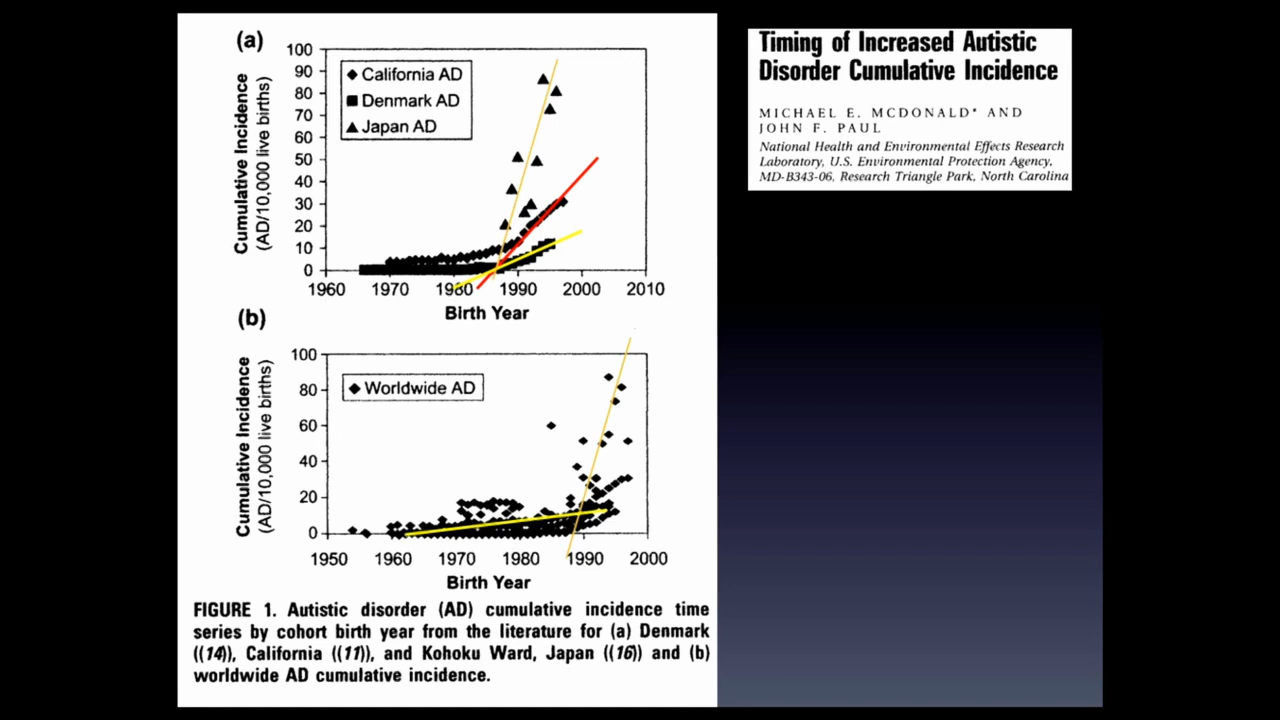 (a)
Cumulative Incidence
(AD/10,000 live births)
100
90
80
70
60
50
40
30
20
10
0
California AD
Denmark AD
Japan AD
1960 1970 1980 1990 2000 2010
Birth Year
(b)
Cumulative Incidence
(AD/10,000 live births)
100
80
60
40
20
0
Worldwide AD
1950 1960 1970 1980 1990 2000
Birth Year
FIGURE 1. Autistic disorder (AD) cumulative incidence time
series by cohort birth year from the literature for (a) Denmark
((14)), California ((11)), and Kohoku Ward, Japan ((16)) and (b)
worldwide AD cumulative incidence.
Timing of Increased Autistic
Disorder Cumulative Incidence
MICHAEL E. MCDONALD* AND
JOHN F. PAUL
National Health and Environmental Effects Research
Laboratory, U.S. Environmental Protection Agency,
MD-B343-06, Research Triangle Park, North Carolina